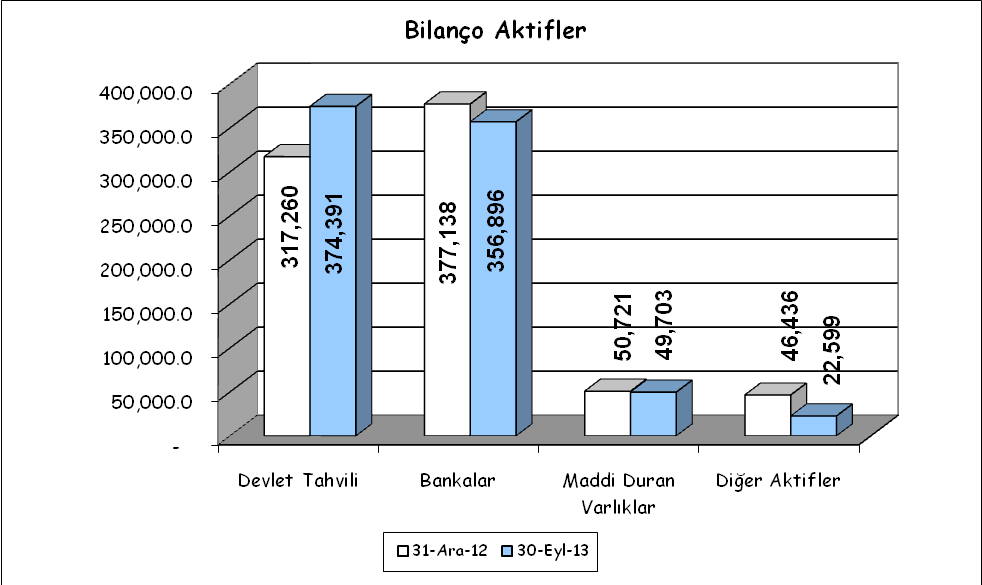 Bilanço Aktifler
400,000.0
350,000.0
300,000.0
250,000.0
200,000.0
150,000.0
100,000.0
50,000.0
-
317,260
374,391
377,138
356,896
50,721
49,703
46,436
22,599
Devlet Tahvili
Bankalar
Maddi Duran
Varlıklar
Diğer Aktifler
31-Ara-12
30-Eyl-13